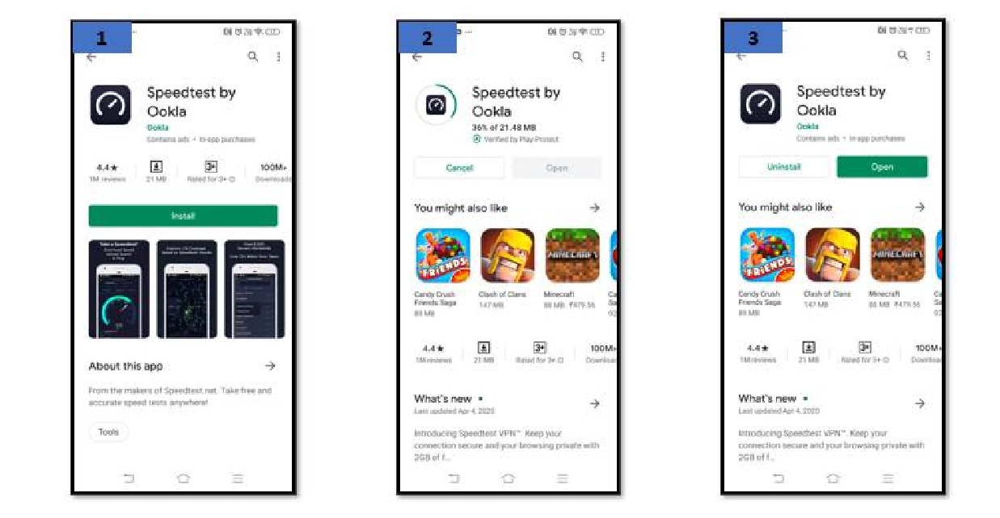 1
Speedtest by
Ookla
Ookla
Contains ads • In-app purchases
4.4★
1M reviews
21 MB
3+
Rated for 3+
100M+
Downloads
Install
Take a Speedtest
About this app
From the makers of Speedtest.net. Take free and
accurate speed tests anywhere!
Tools
2
Speedtest by
Ookla
36% of 21.48 MB
Verified by Play Protect
Cancel
Open
You might also like
FRIENDS
MINECRAFT
Candy Crush
Friends Saga
89 MB
Clash of Clans
147 MB
Minecraft
88 MB ₹479.56
4.4★
1M reviews
21 MB
3+
Rated for 3+
100M+
Downloa
What's new •
Last updated Apr 4, 2020
Introducing Speedtest VPN™. Keep your
connection secure and your browsing private with
2GB of f...
3
Speedtest by
Ookla
Ookla
Contains ads • In-app purchases
Uninstall
Open
You might also like
FRIENDS
MINECRAFT
Candy Crush
Friends Saga
89 MB
Clash of Clans
147 MB
Minecraft
88 MB ₹479.56
4.4★
1M reviews
21 MB
3+
Rated for 3+
100M+
Downloa
What's new •
Last updated Apr 4, 2020
Introducing Speedtest VPN™. Keep your
connection secure and your browsing private with
2GB of f...